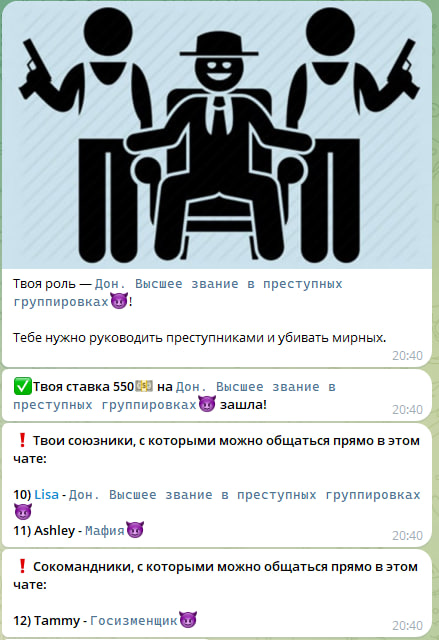 Твоя роль — Дон. Высшее звание в преступных
группировках😈!
Тебе нужно руководить преступниками и убивать мирных.
20:40
✅Твоя ставка 550💵 на Дон. Высшее звание в
преступных группировках😈 зашла!
20:40
❗ Твои союзники, с которыми можно общаться прямо в этом
чате:
10) Lisa - Дон. Высшее звание в преступных группировках
😈
11) Ashley - Мафия😈
20:40
❗ Сокомандники, с которыми можно общаться прямо в этом
чате:
12) Tammy - Госизменщик😈
20:40